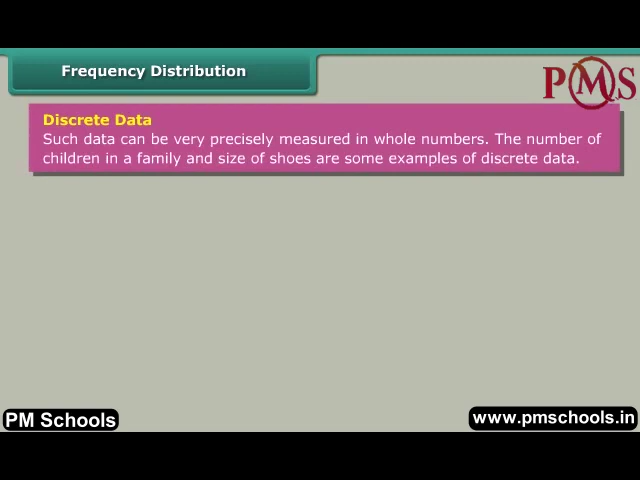 Frequency Distribution
PMS
Discrete Data
Such data can be very precisely measured in whole numbers. The number of
children in a family and size of shoes are some examples of discrete data.
PM Schools
www.pmschools.in